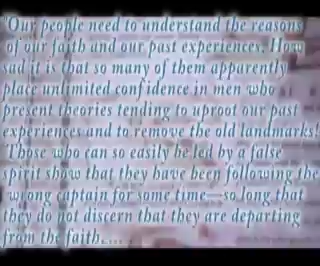 "Our people need to understand the reasons
of our faith and our past experiences. How
sad it is that so many of them apparently
place unlimited confidence in men who
present theories tending to uproot our past
experiences and to remove the old landmarks!
Those who can so easily be led by a false
spirit show that they have been following the
wrong captain for some time—so long that
they do not discern that they are departing
from the faith.....